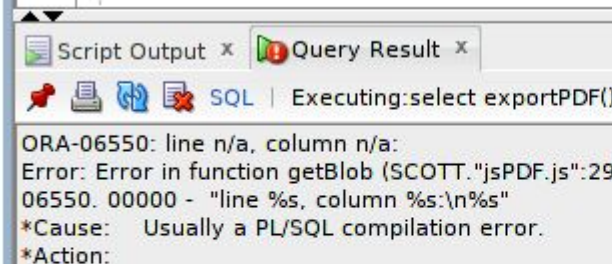 Script Output x Query Result x
SQL | Executing:select exportPDF()
ORA-06550: line n/a, column n/a:
Error: Error in function getBlob (SCOTT."jsPDF.js":29
06550. 00000 - "line %s, column %s:\n%s"
*Cause: Usually a PL/SQL compilation error.
*Action: